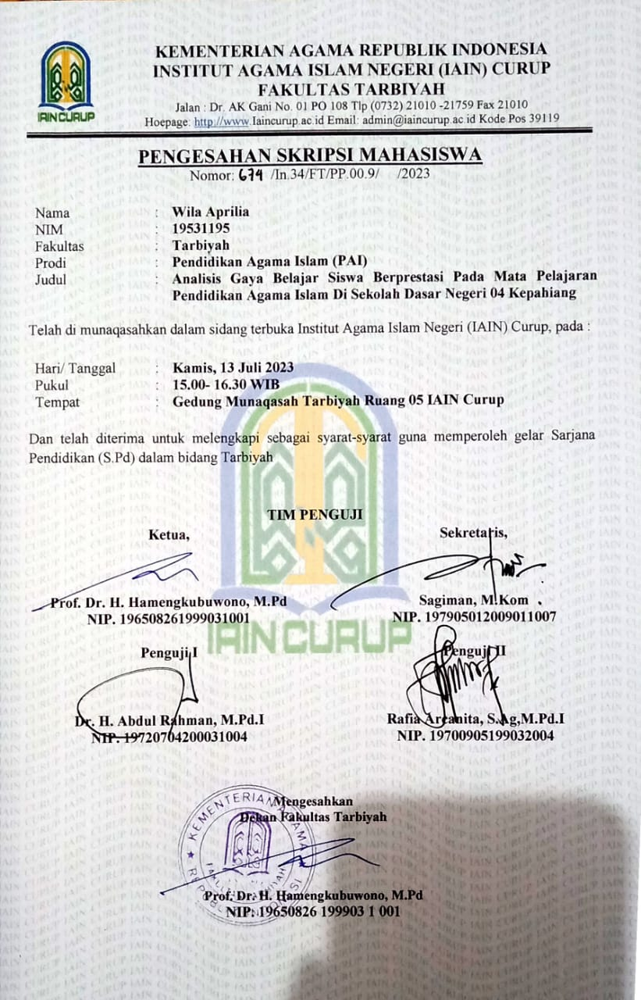 KEMENTERIAN AGAMA REPUBLIK INDONESIA
INSTITUT AGAMA ISLAM NEGERI (IAIN) CURUP
FAKULTAS TARBIYAH
Jalan : Dr. AK Gani No. 01 PO 108 Tlp (0732) 21010 -21759 Fax 21010
Hoepage: http://www.Iaincurup.ac.id Email: admin@iaincurup.ac.id Kode Pos 39119
IAIN CURUP
PENGESAHAN SKRIPSI MAHASISWA
Nomor: 674 /In.34/FT/PP.00.9/ /2023
Nama : Wila Aprilia
NIM : 19531195
Fakultas : Tarbiyah
Prodi : Pendidikan Agama Islam (PAI)
Judul : Analisis Gaya Belajar Siswa Berprestasi Pada Mata Pelajaran
Pendidikan Agama Islam Di Sekolah Dasar Negeri 04 Kepahiang
Telah di munaqasahkan dalam sidang terbuka Institut Agama Islam Negeri (IAIN) Curup, pada :
Hari/ Tanggal : Kamis, 13 Juli 2023
Pukul : 15.00- 16.30 WIB
Tempat : Gedung Munaqasah Tarbiyah Ruang 05 IAIN Curup
Dan telah diterima untuk melengkapi sebagai syarat-syarat guna memperoleh gelar Sarjana
Pendidikan (S.Pd) dalam bidang Tarbiyah
TIM PENGUJI
Ketua, Sekretaris,
Prof. Dr. H. Hamengkubuwono, M.Pd Sagiman, M.Kom
NIP. 196508261999031001 NIP. 197905012009011007
IAIN CURUP
Penguji I Penguji II
Dr. H. Abdul Rahman, M.Pd.I Rafia Arcanita, S.Ag,M.Pd.I
NIP. 19720704200031004 NIP. 19700905199032004
Mengesahkan
Dekan Fakultas Tarbiyah
KEMENTERIAN AGAMA
Prof. Dr. H. Hamengkubuwono, M.Pd
NIP. 19650826 199903 1 001